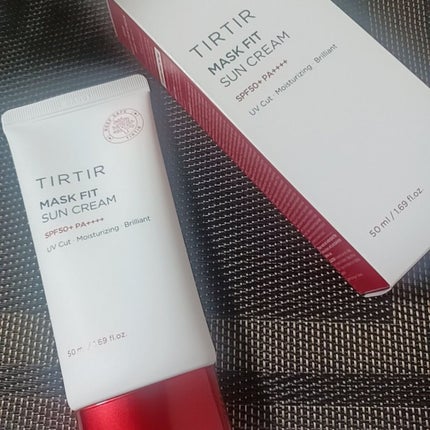 TIRTIR
MASK FIT
SUN CREAM
SPF50+ PA++++
UV Cut · Moisturizing · Brilliant
50 ml / 1.69 fl.oz.
TIRTIR
MASK FIT
SUN CREAM
SPF50+ PA++++
UV Cut · Moisturizing · Brilliant
50 ml / 1.69 fl.oz.